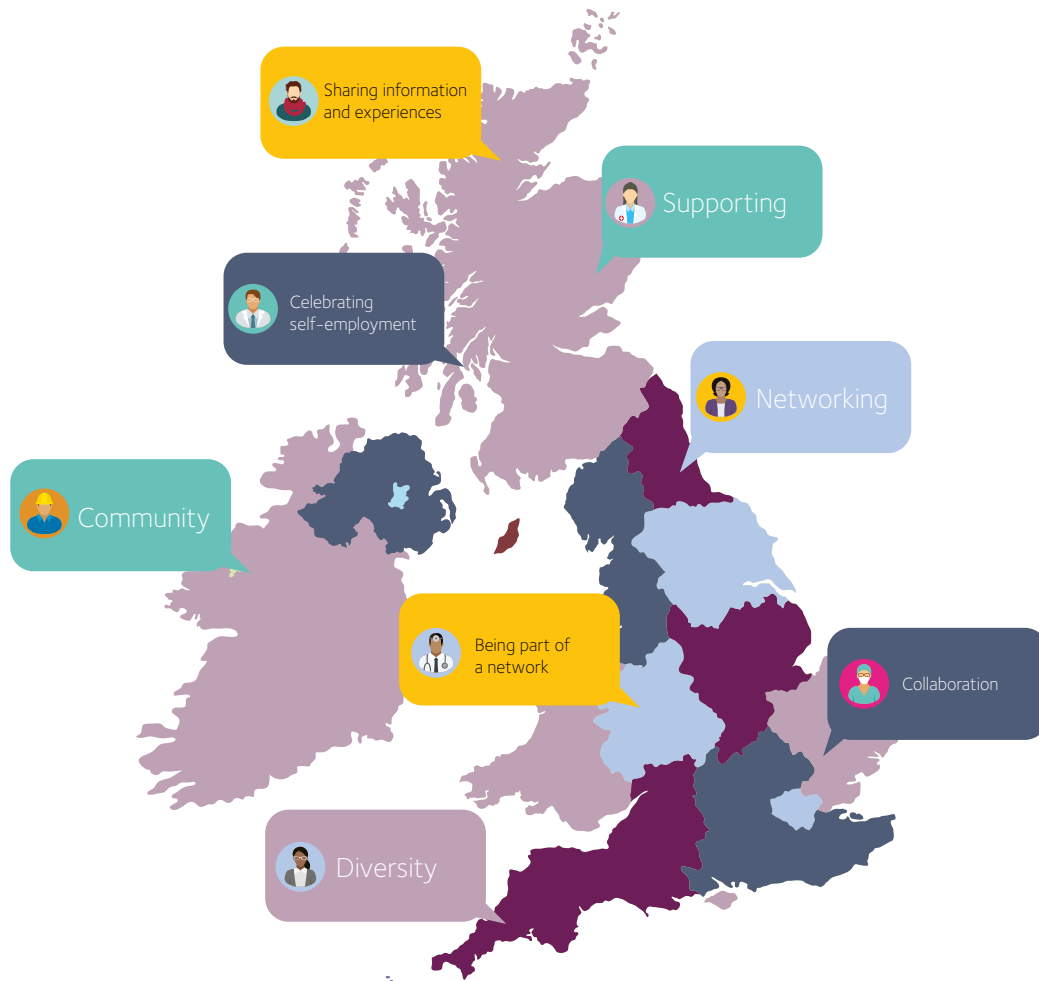 Sharing information
and experiences
Supporting
Celebrating
self-employment
Networking
Community
Being part of
a network
Collaboration
Diversity